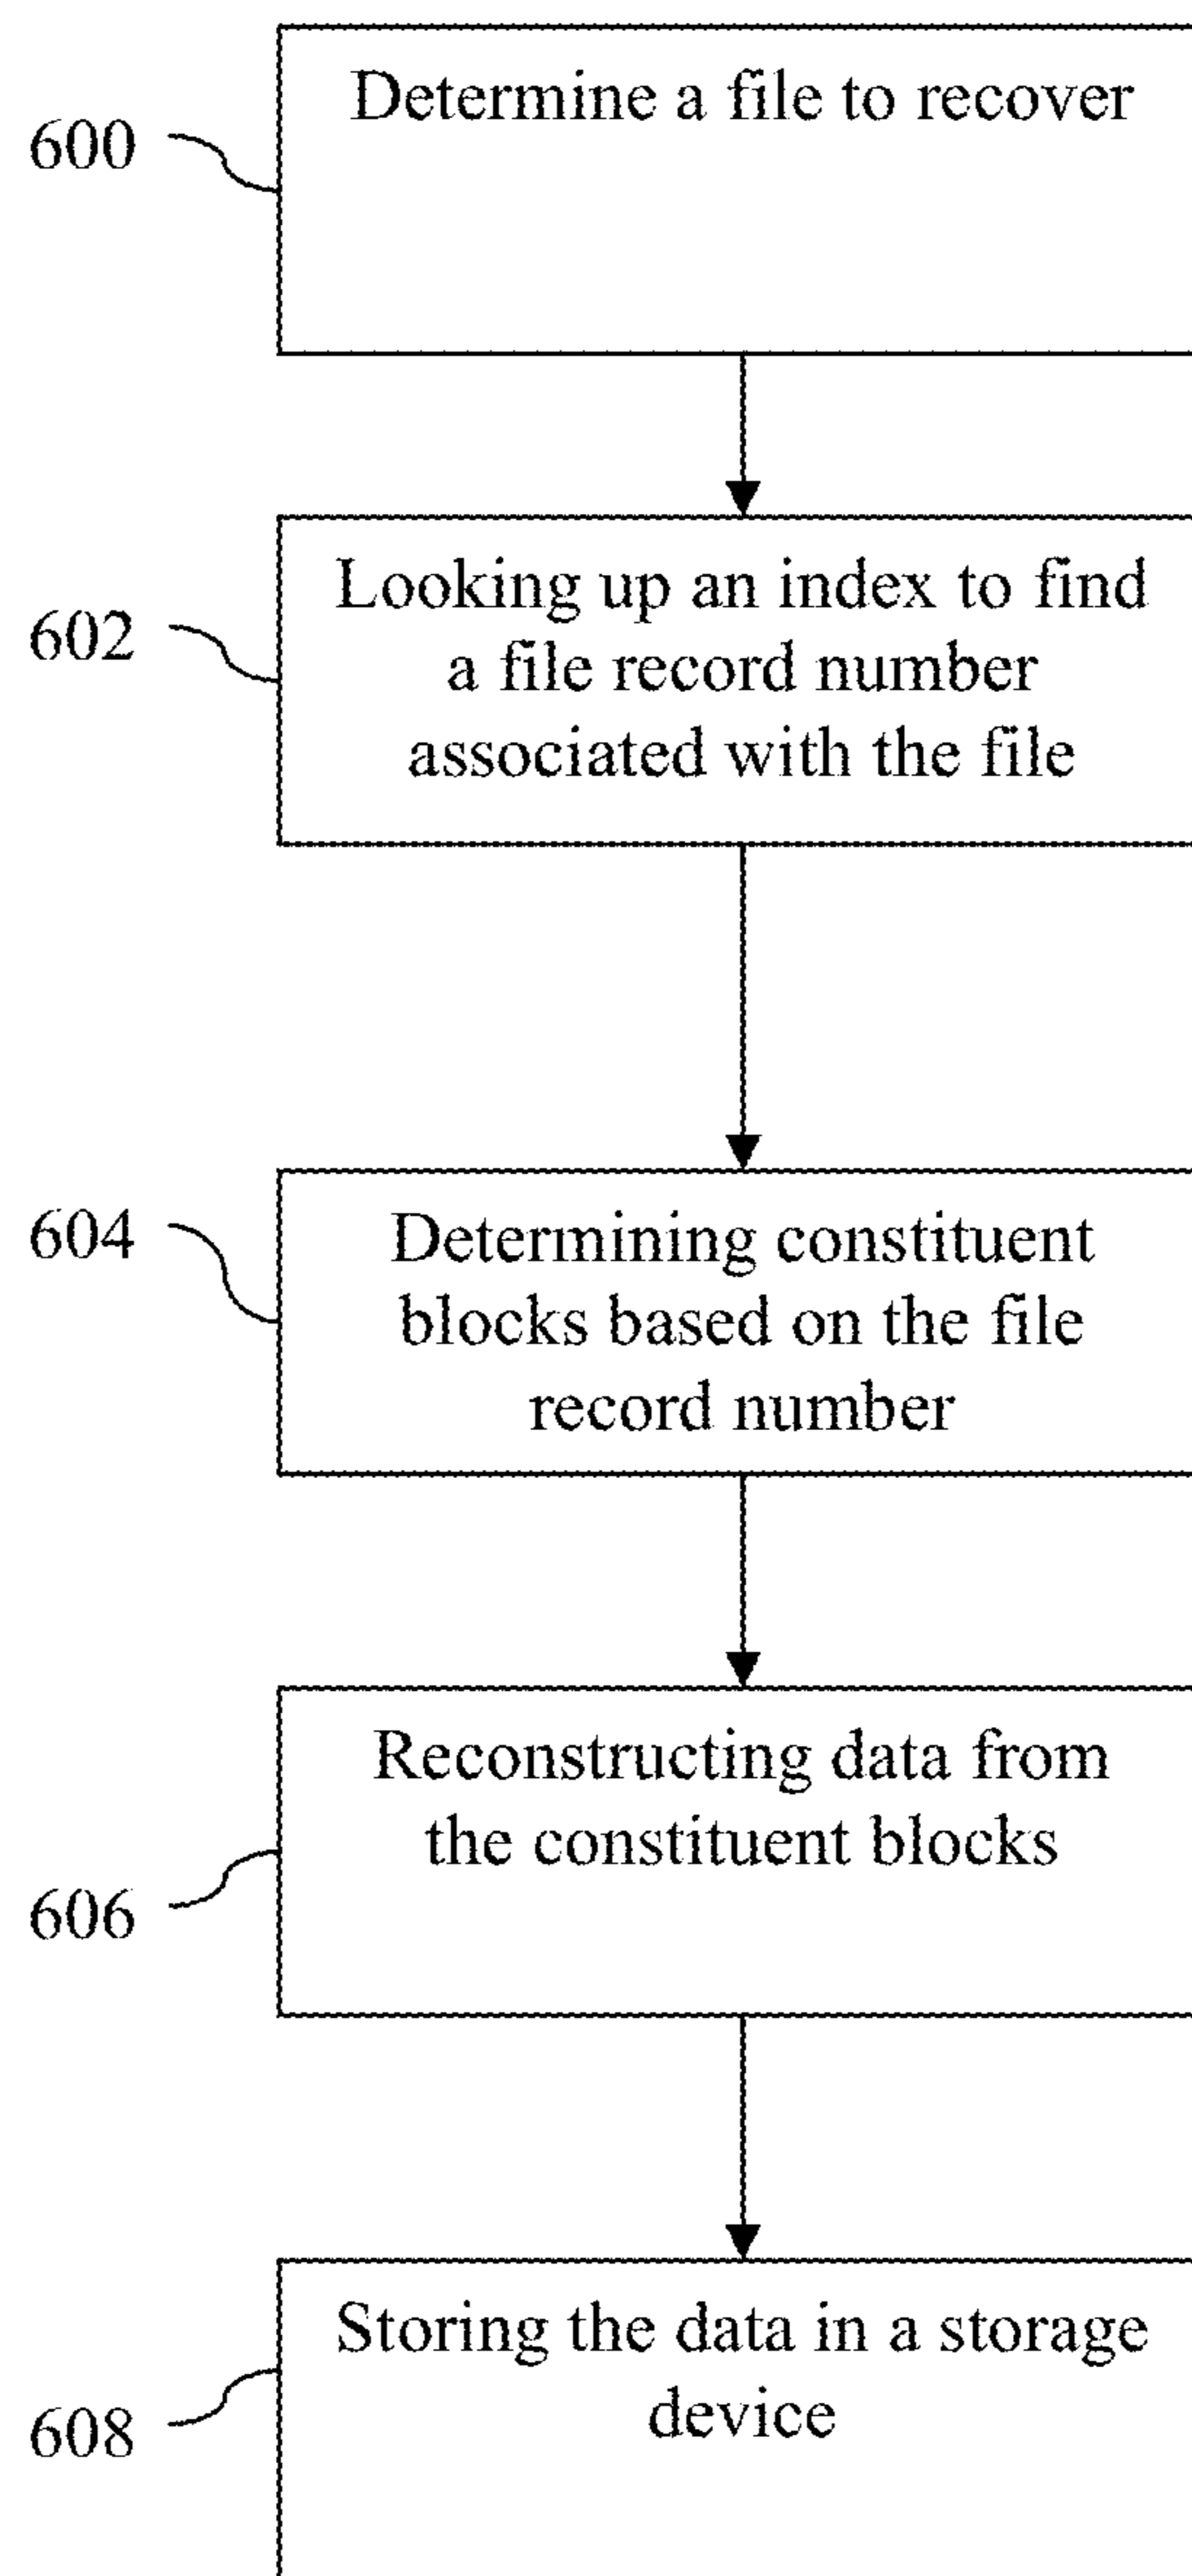 Determine a file to recover
600
Looking up an index to find
a file record number
associated with the file
602
Determining constituent
blocks based on the file
record number
604
Reconstructing data from
the constituent blocks
606
Storing the data in a storage
device
608